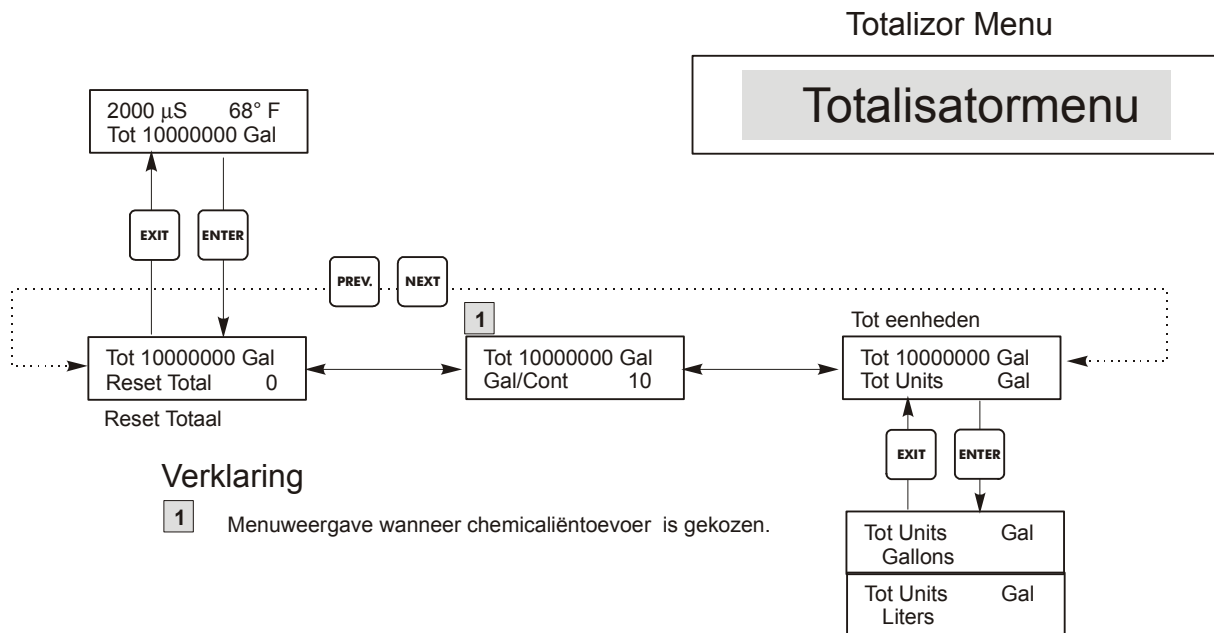 Totalizor Menu
Totalisatormenu
2000 µS 68° F
Tot 10000000 Gal
EXIT
ENTER
PREV.
NEXT
Tot 10000000 Gal
Reset Total 0
Reset Totaal
1
Tot 10000000 Gal
Gal/Cont 10
Tot eenheden
Tot 10000000 Gal
Tot Units Gal
EXIT
ENTER
Tot Units Gal
Gallons
Tot Units Gal
Liters
Verklaring
1 Menuweergave wanneer chemicaliëntoevoer is gekozen.